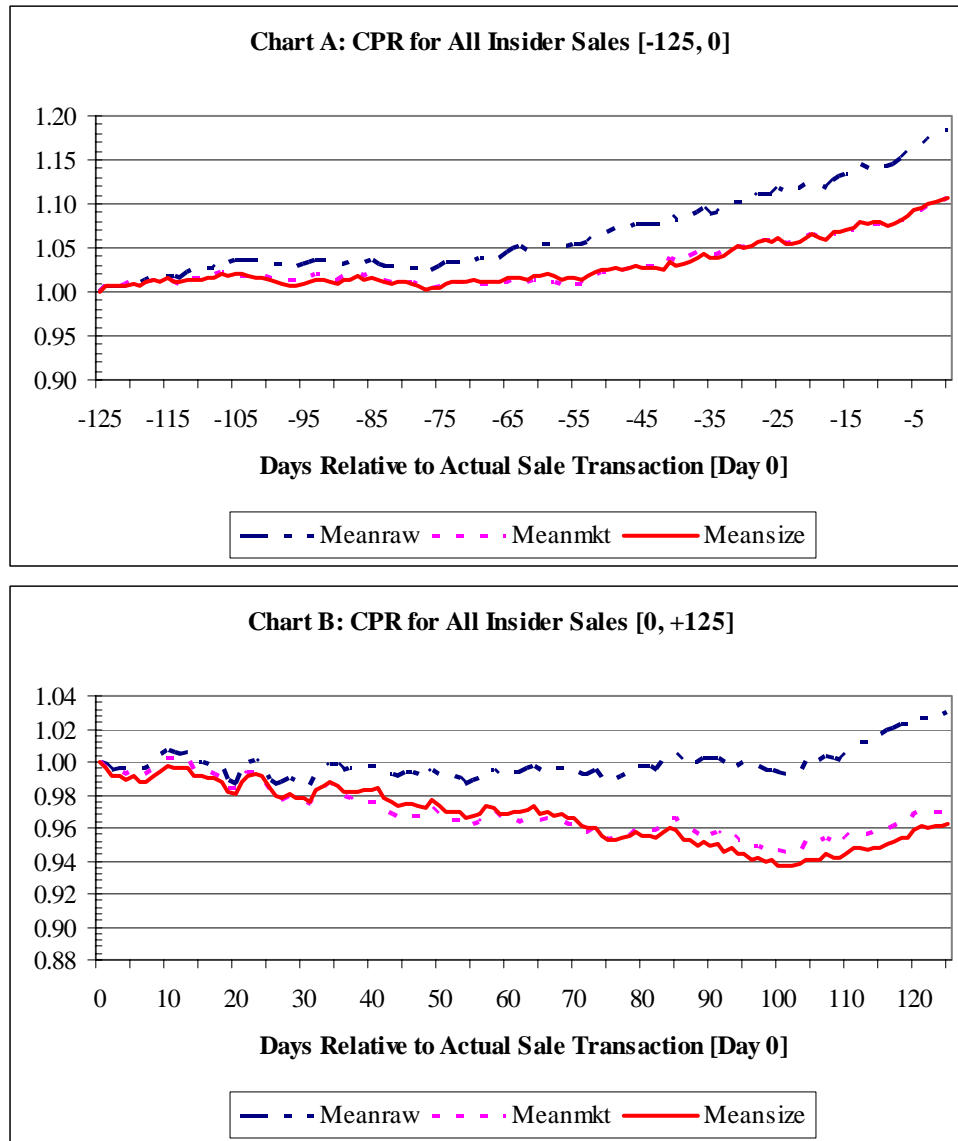 Chart A: CPR for All Insider Sales [-125, 0]
1.20
1.15
1.10
1.05
1.00
0.95
0.90
-125 -115 -105 -95 -85 -75 -65 -55 -45 -35 -25 -15 -5
Days Relative to Actual Sale Transaction [Day 0]
Meanraw Meanmkt Meansize
Chart B: CPR for All Insider Sales [0, +125]
1.04
1.02
1.00
0.98
0.96
0.94
0.92
0.90
0.88
0 10 20 30 40 50 60 70 80 90 100 110 120
Days Relative to Actual Sale Transaction [Day 0]
Meanraw Meanmkt Meansize